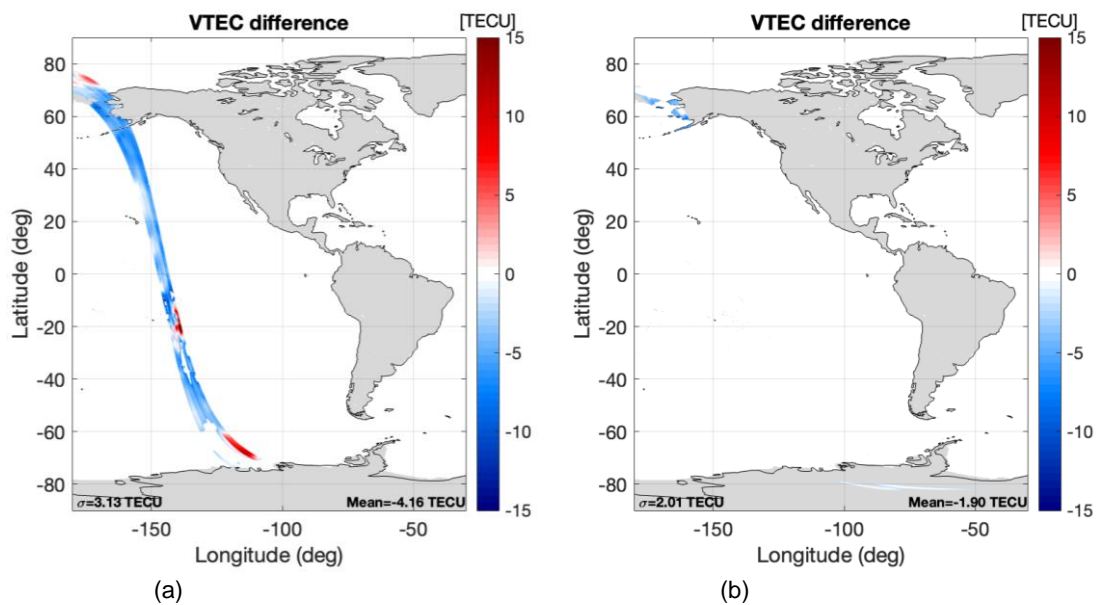 VTEC difference
[TECU]
80
60
40
20
0
-20
-40
-60
-80
Latitude (deg)
σ=3.13 TECU
Mean=-4.16 TECU
-150
-100
-50
Longitude (deg)
15
10
5
0
-5
-10
-15
(a)
VTEC difference
[TECU]
80
60
40
20
0
-20
-40
-60
-80
Latitude (deg)
σ=2.01 TECU
Mean=-1.90 TECU
-150
-100
-50
Longitude (deg)
15
10
5
0
-5
-10
-15
(b)